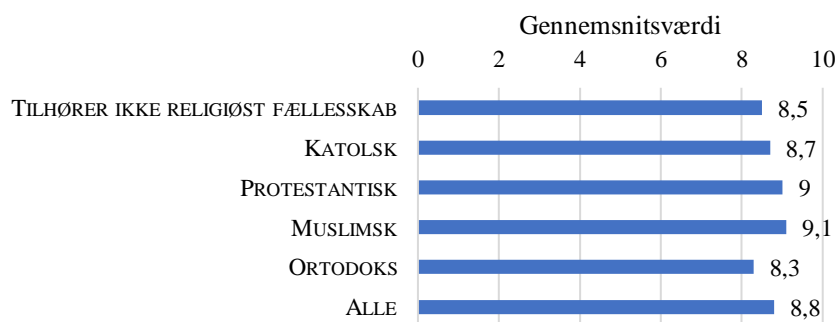 Gennemsnitsværdi
0 2 4 6 8 10
TILHØRER IKKE RELIGIØST FÆLLESSKAB 8,5
KATOLSK 8,7
PROTESTANTISK 9
MUSLIMSK 9,1
ORTODOKS 8,3
ALLE 8,8